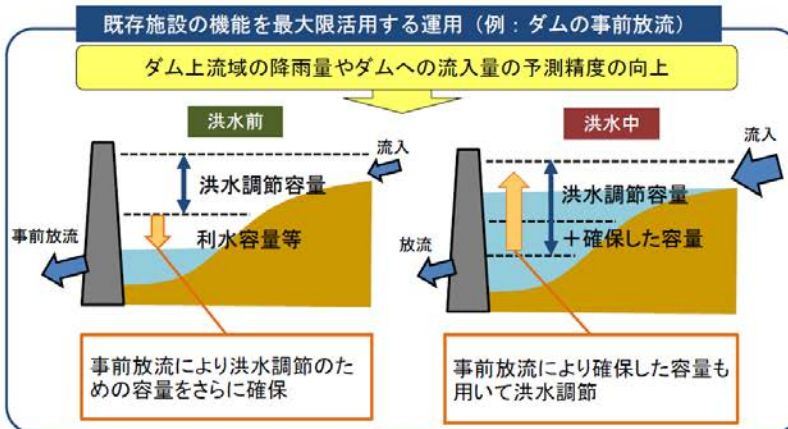 既存施設の機能を最大限活用する運用（例：ダムの事前放流）
ダム上流域の降雨量やダムへの流入量の予測精度の向上
洪水前
流入
洪水調節容量
事前放流
利水容量等
事前放流により洪水調節のた
めの容量をさらに確保
洪水中
流入
洪水調節容量
＋確保した容量
放流
事前放流により確保した容量も
用いて洪水調節